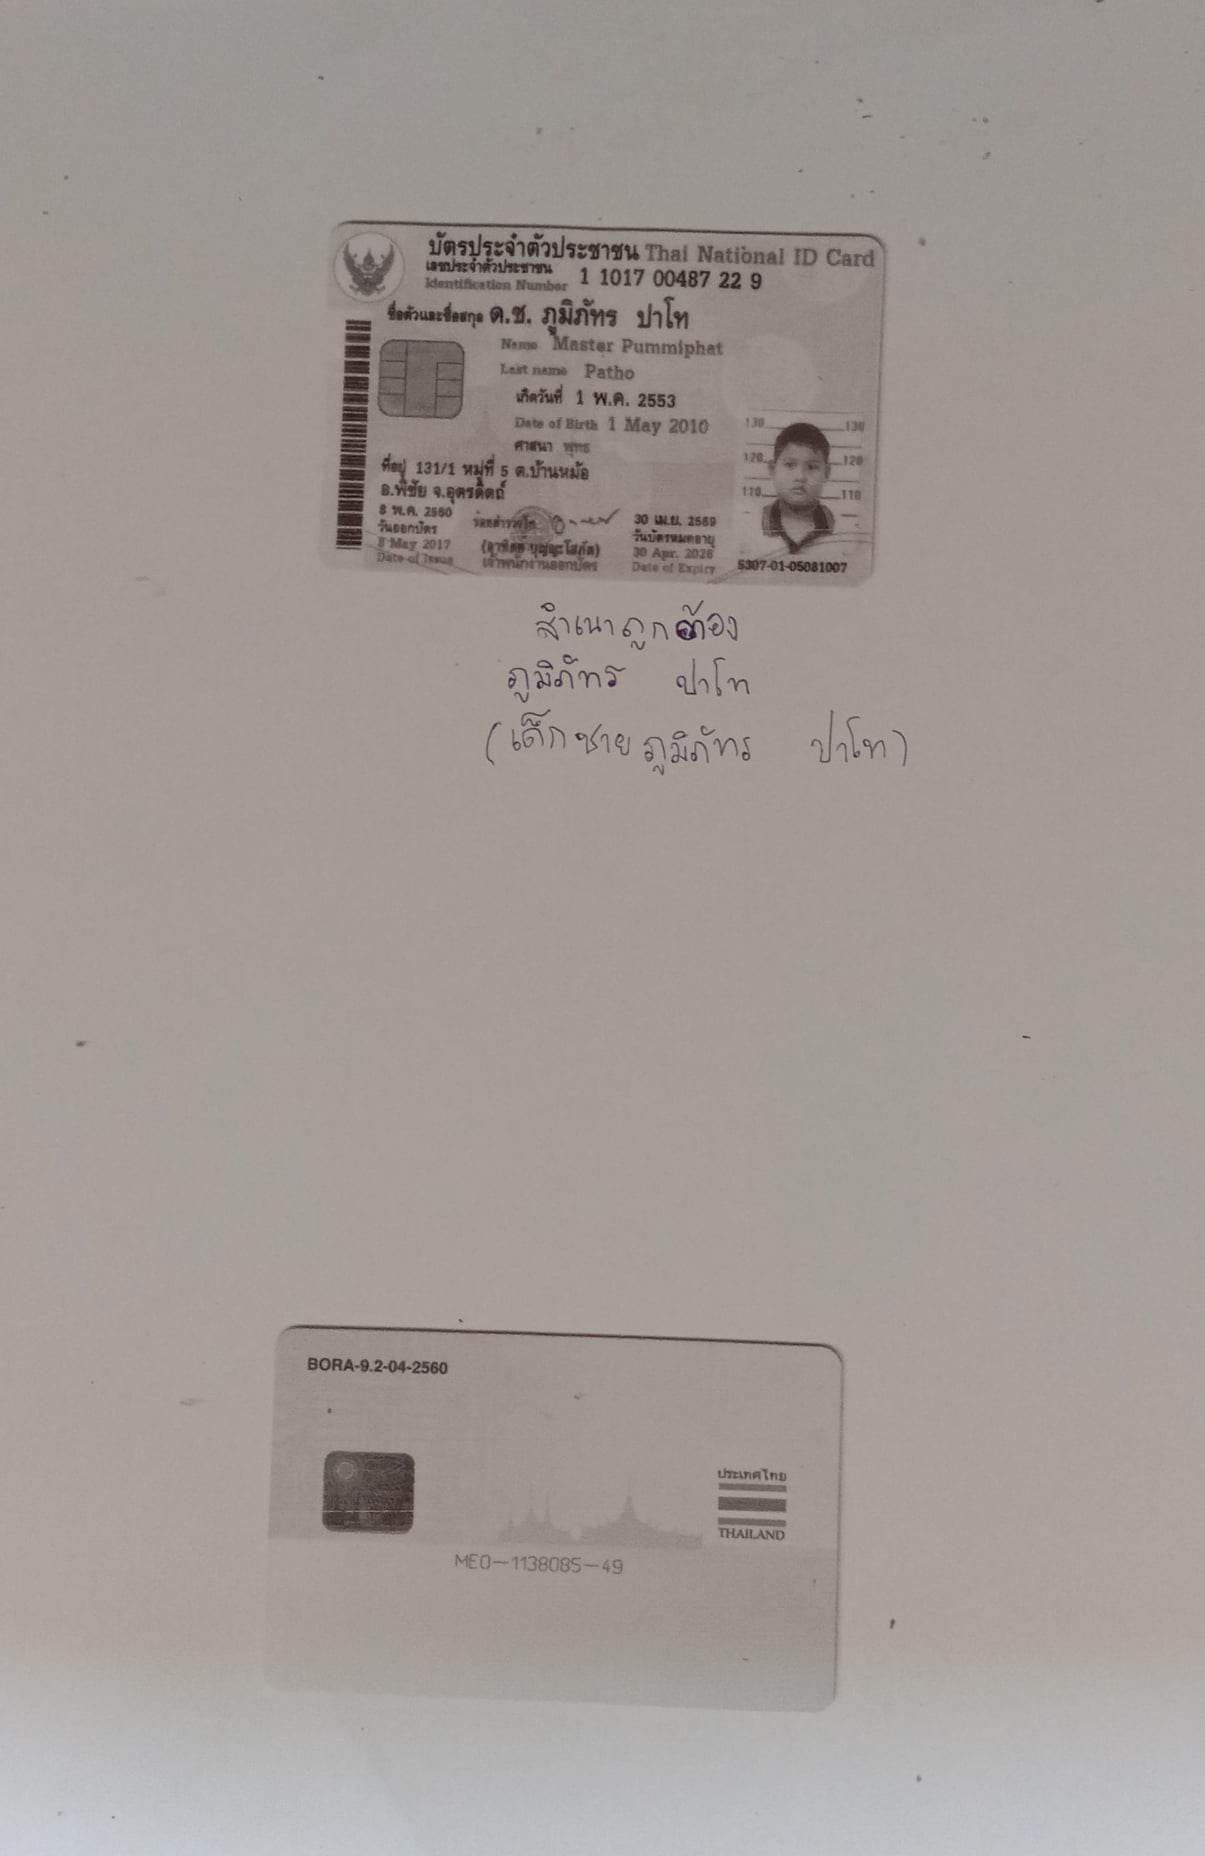 บัตรประจำตัวประชาชน Thai National ID Card
เลขประจำตัวประชาชน
Identification Number 1 1017 00487 22 9
ชื่อตัวและชื่อสกุล ด.ช. ภูมิภัทร ปาโท
Name Master Pummiphat
Last name Patho
เกิดวันที่ 1 พ.ค. 2553
Date of Birth 1 May 2010
ศาสนา พุทธ
ที่อยู่ 131/1 หมู่ที่ 5 ต.บ้านหม้อ
อ.พิชัย จ.อุตรดิตถ์
130 130
120 120
110 110
8 พ.ค. 2560
วันออกบัตร
8 May 2017
Date of Issue
เจ้าพนักงานออกบัตร
30 เม.ย. 2569
วันบัตรหมดอายุ
30 Apr. 2026
Date of Expiry
5307-01-05081007
สำเนาถูกต้อง
ภูมิภัทร ปาโท
(เด็กชายภูมิภัทร ปาโท)
BORA-9.2-04-2560
ประเทศไทย
THAILAND
ME0-1138085-49